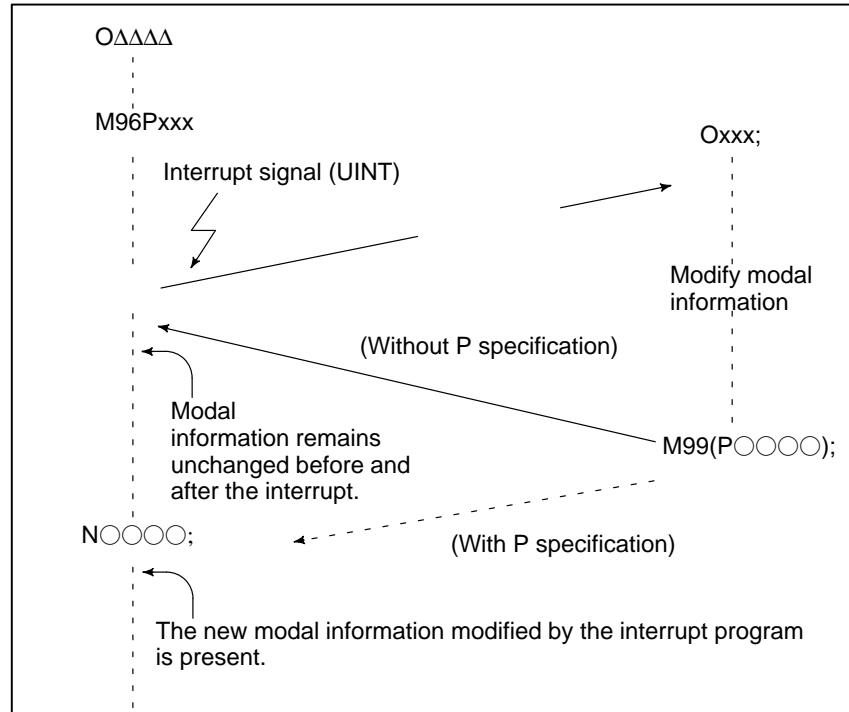 OΔΔΔΔ
M96Pxxx
Oxxx;
Interrupt signal (UINT)
Modify modal
information
(Without P specification)
Modal
information remains
unchanged before and
after the interrupt.
M99(P○○○○);
N○○○○;
(With P specification)
The new modal information modified by the interrupt program
is present.